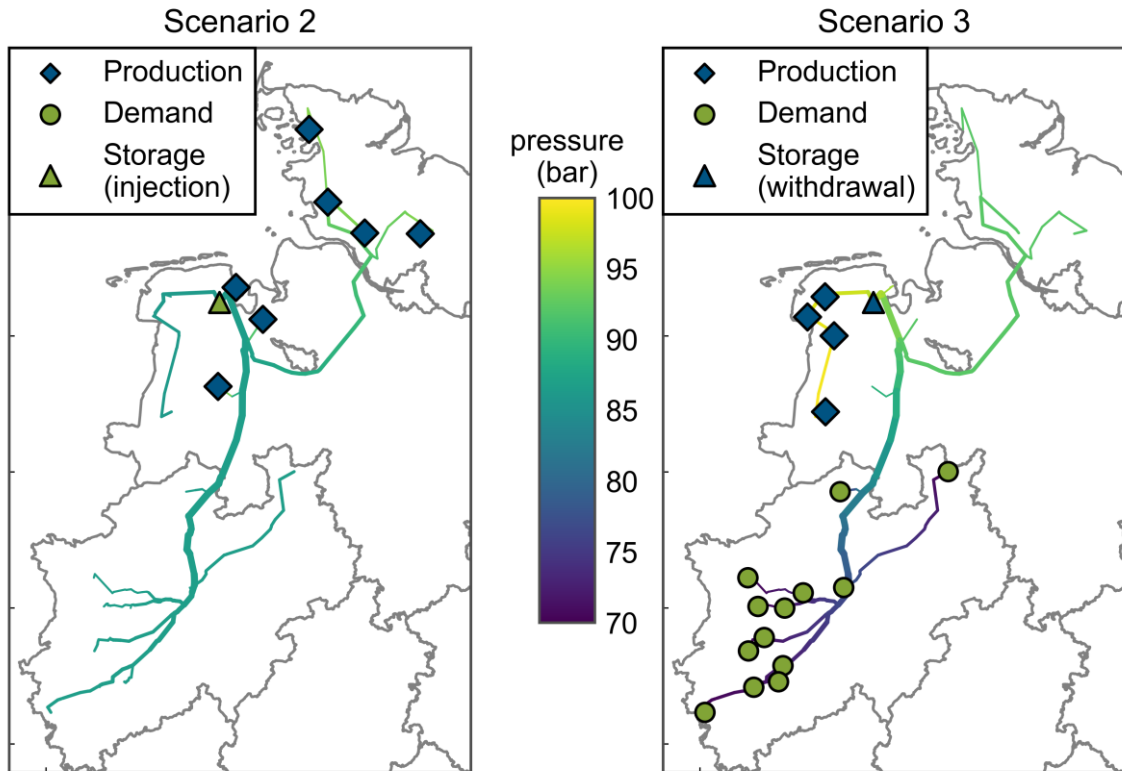 Scenario 2
Production
Demand
Storage
(injection)
pressure
(bar)
100
95
90
85
80
75
70
Scenario 3
Production
Demand
Storage
(withdrawal)